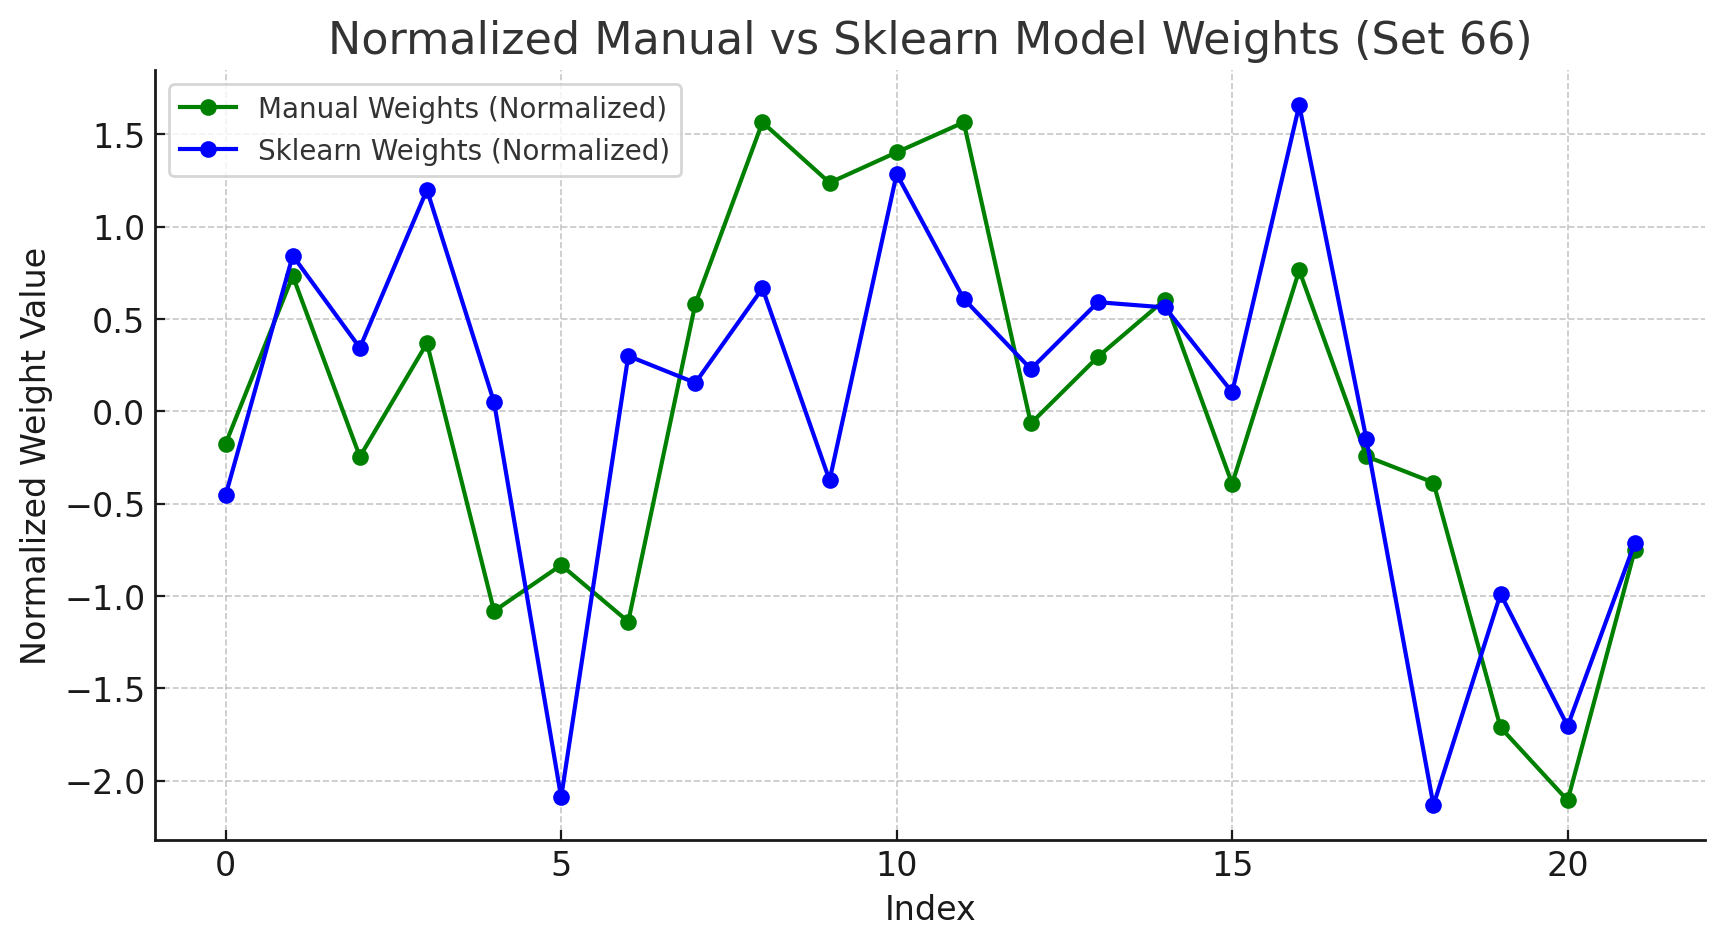 Normalized Manual vs Sklearn Model Weights (Set 66)
Manual Weights (Normalized)
Sklearn Weights (Normalized)
Normalized Weight Value
1.5
1.0
0.5
0.0
−0.5
−1.0
−1.5
−2.0
0 5 10 15 20
Index